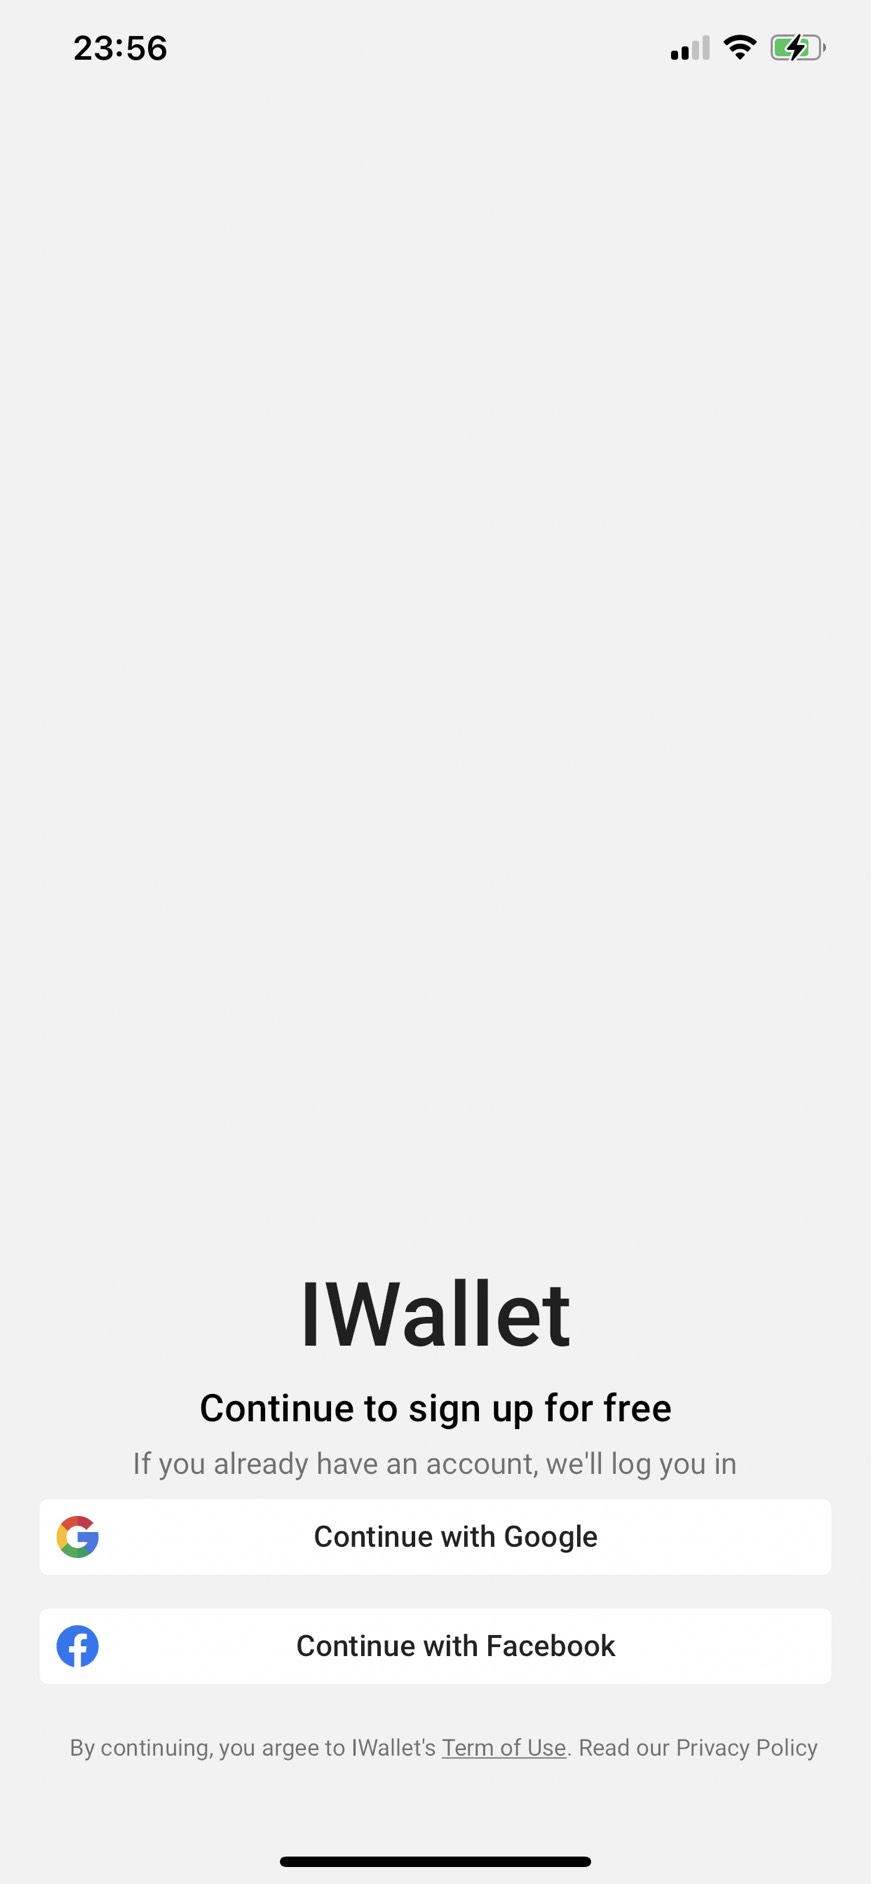 23:56
IWallet
Continue to sign up for free
If you already have an account, we'll log you in
Continue with Google
Continue with Facebook
By continuing, you argee to IWallet's Term of Use. Read our Privacy Policy